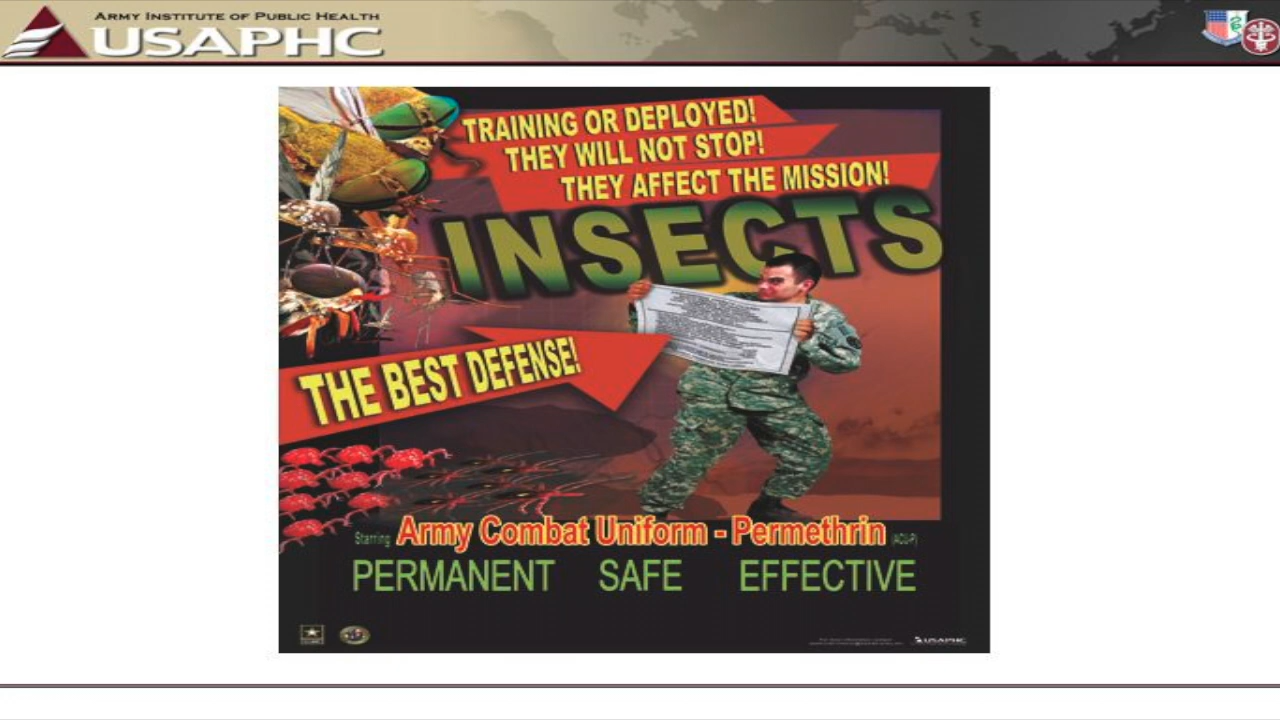 ARMY INSTITUTE OF PUBLIC HEALTH
USAPHC
TRAINING OR DEPLOYED!
THEY WILL NOT STOP!
THEY AFFECT THE MISSION!
INSECTS
THE BEST DEFENSE!
Starring Army Combat Uniform - Permethrin (ACU-P)
PERMANENT SAFE EFFECTIVE
USAPHC